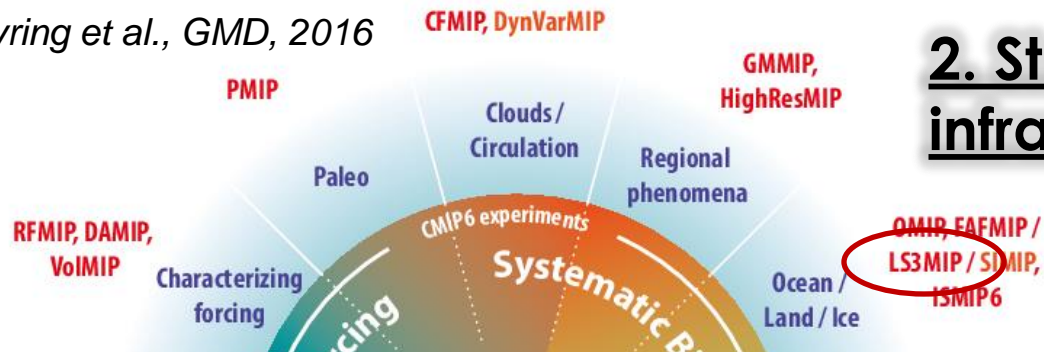 yring et al., GMD, 2016
CFMIP, DynVarMIP
2. St
infra
PMIP
GMMIP,
HighResMIP
Clouds /
Circulation
Paleo
Regional
phenomena
RFMIP, DAMIP,
VolMIP
Characterizing
forcing
CMIP6 experiments
Systematic B
cing
Ocean /
Land / Ice
OMIP, FAFMIP /
LS3MIP / SIMIP,
ISMIP6